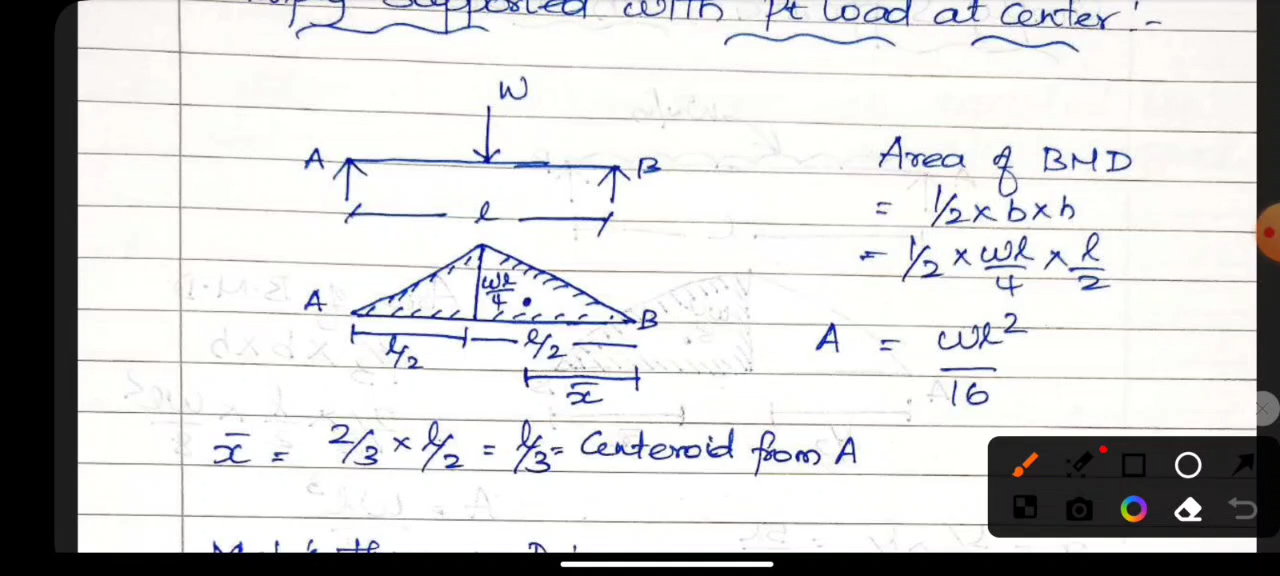 Supported with Pt Load at Center :-
W
A B
l
Area of BMD
= 1/2 × b × h
= 1/2 × wl/4 × l/2
A = wl²/16
wl/4
A B
l/2 l/2
x̄
x̄ = 2/3 × l/2 = l/3 = Centeroid from A